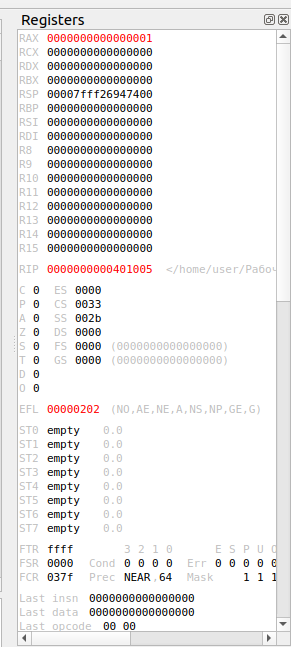 Registers
RAX 0000000000000001
RCX 0000000000000000
RDX 0000000000000000
RBX 0000000000000000
RSP 00007fff26947400
RBP 0000000000000000
RSI 0000000000000000
RDI 0000000000000000
R8 0000000000000000
R9 0000000000000000
R10 0000000000000000
R11 0000000000000000
R12 0000000000000000
R13 0000000000000000
R14 0000000000000000
R15 0000000000000000
RIP 0000000000401005 </home/user/Рабоч
C 0 ES 0000
P 0 CS 0033
A 0 SS 002b
Z 0 DS 0000
S 0 FS 0000 (0000000000000000)
T 0 GS 0000 (0000000000000000)
D 0
O 0
EFL 00000202 (NO,AE,NE,A,NS,NP,GE,G)
ST0 empty 0.0
ST1 empty 0.0
ST2 empty 0.0
ST3 empty 0.0
ST4 empty 0.0
ST5 empty 0.0
ST6 empty 0.0
ST7 empty 0.0
FTR ffff 3 2 1 0 E S P U O
FSR 0000 Cond 0 0 0 0 Err 0 0 0 0 0
FCR 037f Prec NEAR,64 Mask 1 1 1
Last insn 0000000000000000
Last data 0000000000000000
Last opcode 00 00